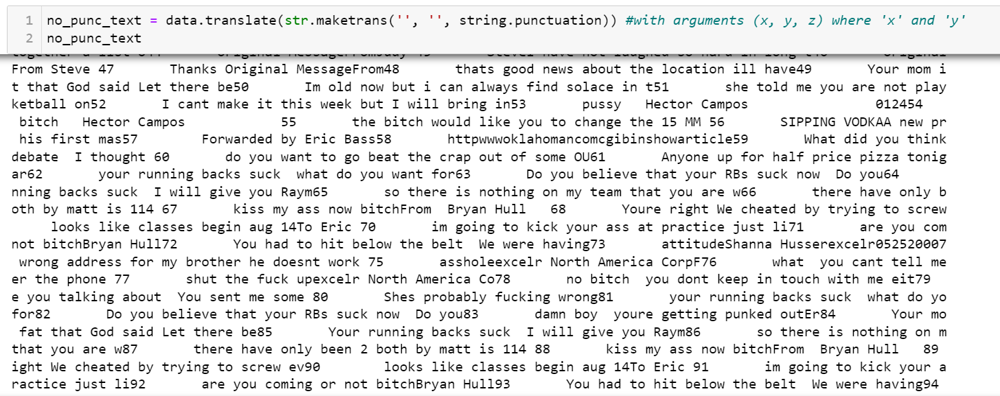 1 no_punc_text = data.translate(str.maketrans('', '', string.punctuation)) #with arguments (x, y, z) where 'x' and 'y'
2 no_punc_text
From Steve 47 Thanks Original MessageFrom48 thats good news about the location ill have49 Your mom i
t that God said Let there be50 Im old now but i can always find solace in t51 she told me you are not play
ketball on52 I cant make it this week but I will bring in53 pussy Hector Campos 012454
bitch Hector Campos 55 the bitch would like you to change the 15 MM 56 SIPPING VODKAA new pr
his first mas57 Forwarded by Eric Bass58 httpwwwoklahomancomcgibinshowarticle59 What did you think
debate I thought 60 do you want to go beat the crap out of some OU61 Anyone up for half price pizza tonig
ar62 your running backs suck what do you want for63 Do you believe that your RBs suck now Do you64
nning backs suck I will give you Raym65 so there is nothing on my team that you are w66 there have only b
oth by matt is 114 67 kiss my ass now bitchFrom Bryan Hull 68 Youre right We cheated by trying to screw
looks like classes begin aug 14To Eric 70 im going to kick your ass at practice just li71 are you com
not bitchBryan Hull72 You had to hit below the belt We were having73 attitudeShanna Husserexcelr052520007
wrong address for my brother he doesnt work 75 assholeexcelr North America CorpF76 what you cant tell me
er the phone 77 shut the fuck upexcelr North America Co78 no bitch you dont keep in touch with me eit79
e you talking about You sent me some 80 Shes probably fucking wrong81 your running backs suck what do yo
for82 Do you believe that your RBs suck now Do you83 damn boy youre getting punked outEr84 Your mo
fat that God said Let there be85 Your running backs suck I will give you Raym86 so there is nothing on m
that you are w87 there have only been 2 both by matt is 114 88 kiss my ass now bitchFrom Bryan Hull 89
ight We cheated by trying to screw ev90 looks like classes begin aug 14To Eric 91 im going to kick your a
ractice just li92 are you coming or not bitchBryan Hull93 You had to hit below the belt We were having94